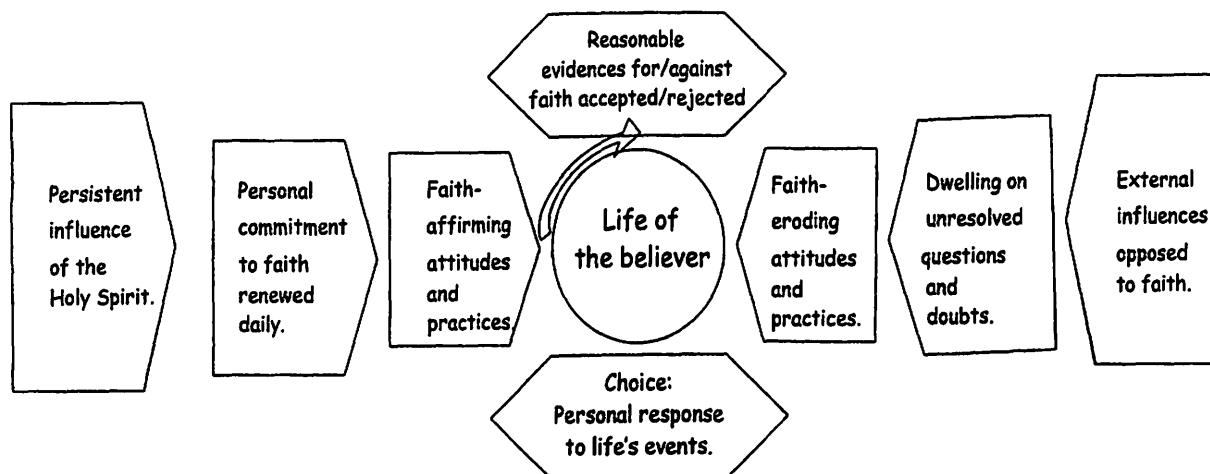 Reasonable
evidences for/against
faith accepted/rejected
Persistent
influence
of the
Holy Spirit.
Personal
commitment
to faith
renewed
daily.
Faith-
affirming
attitudes
and
practices.
Life of
the believer
Faith-
eroding
attitudes
and
practices.
Dwelling on
unresolved
questions
and
doubts.
External
influences
opposed
to faith.
Choice:
Personal response
to life's events.